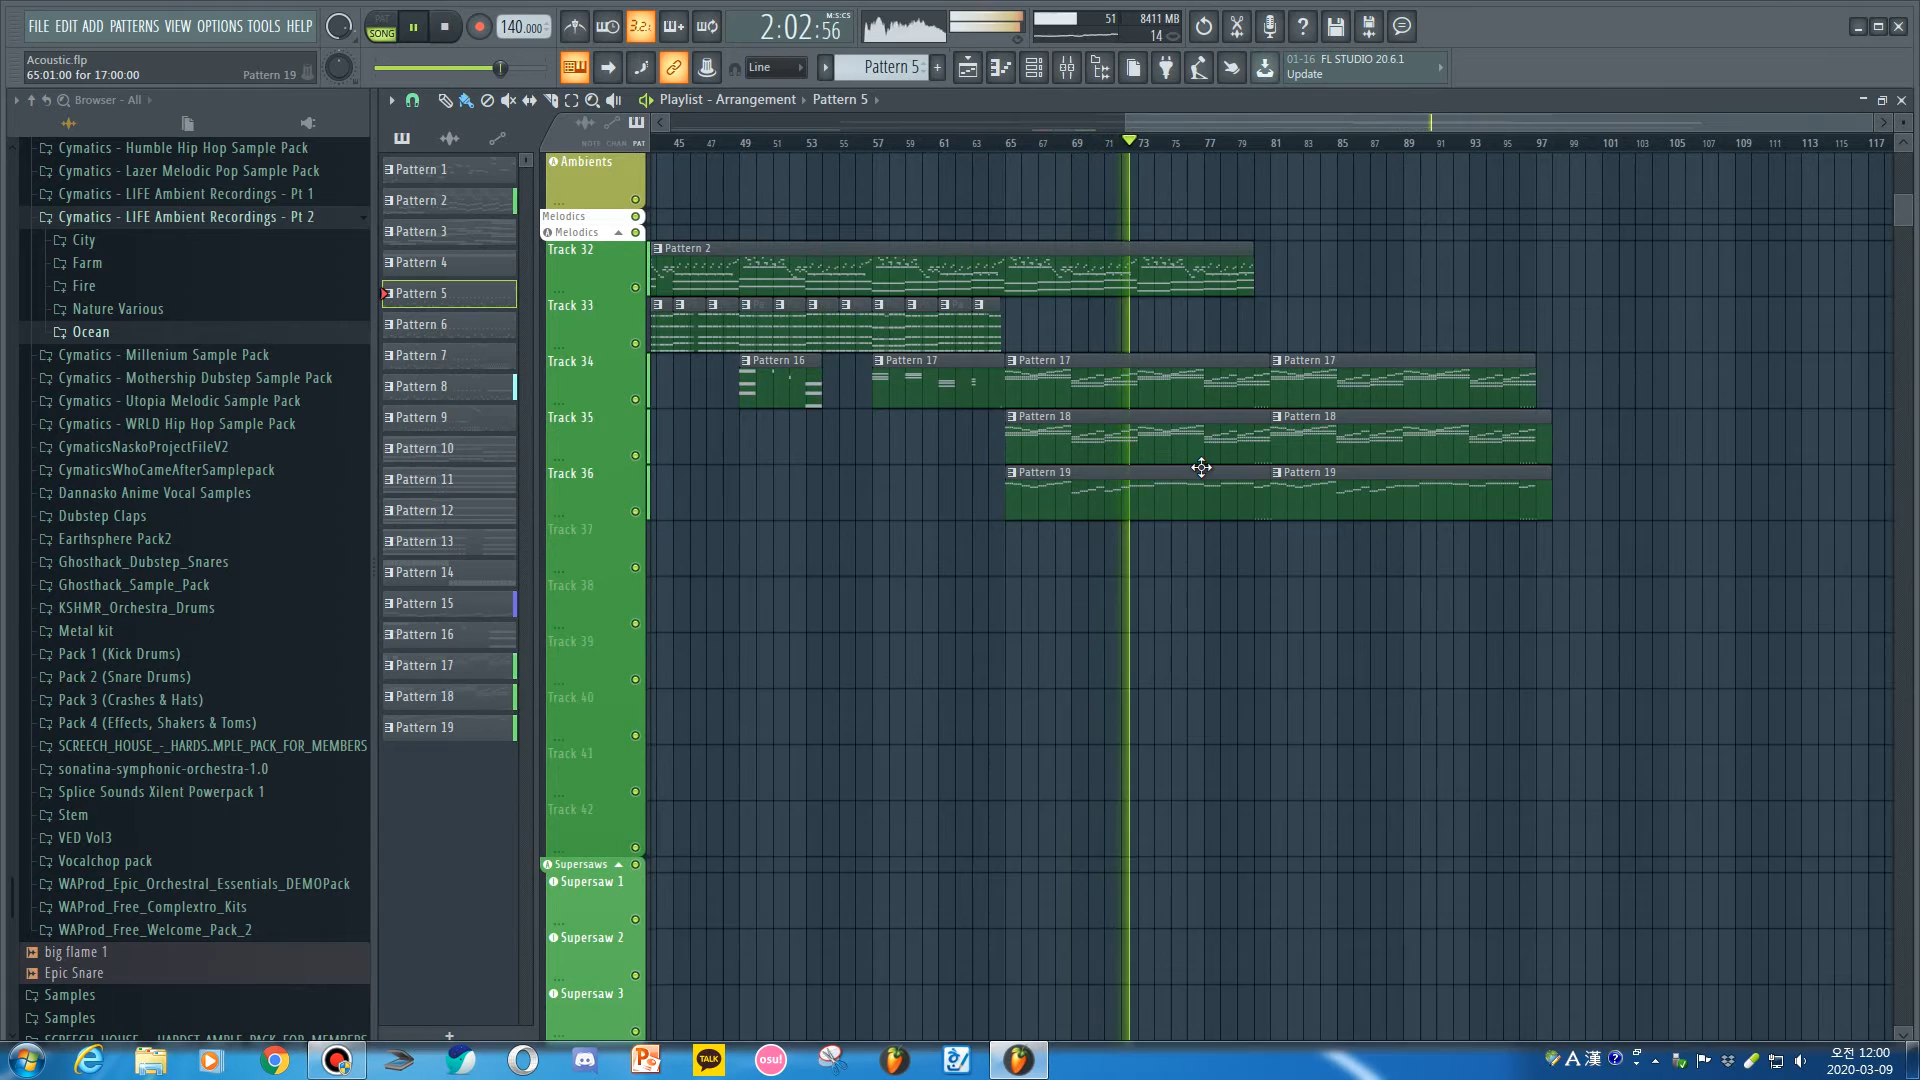 FILE EDIT ADD PATTERNS VIEW OPTIONS TOOLS HELP
PAT
SONG
140.000
3.2.
2:02:56
M:S:CS
51
8411 MB
14
Acoustic.flp
65:01:00 for 17:00:00
Pattern 19
Line
Pattern 5
01-16 FL STUDIO 20.6.1
Update
Browser - All
Playlist - Arrangement
Pattern 5
NOTE CHAN PAT
45 47 49 51 53 55 57 59 61 63 65 67 69 71 73 75 77 79 81 83 85 87 89 91 93 95 97 99 101 103 105 107 109 111 113 115 117
Cymatics - Humble Hip Hop Sample Pack
Cymatics - Lazer Melodic Pop Sample Pack
Cymatics - LIFE Ambient Recordings - Pt 1
Cymatics - LIFE Ambient Recordings - Pt 2
City
Farm
Fire
Nature Various
Ocean
Cymatics - Millenium Sample Pack
Cymatics - Mothership Dubstep Sample Pack
Cymatics - Utopia Melodic Sample Pack
Cymatics - WRLD Hip Hop Sample Pack
CymaticsNaskoProjectFileV2
CymaticsWhoCameAfterSamplepack
Dannasko Anime Vocal Samples
Dubstep Claps
Earthsphere Pack2
Ghosthack_Dubstep_Snares
Ghosthack_Sample_Pack
KSHMR_Orchestra_Drums
Metal kit
Pack 1 (Kick Drums)
Pack 2 (Snare Drums)
Pack 3 (Crashes & Hats)
Pack 4 (Effects, Shakers & Toms)
SCREECH_HOUSE_-_HARDS..MPLE_PACK_FOR_MEMBERS
sonatina-symphonic-orchestra-1.0
Splice Sounds Xilent Powerpack 1
Stem
VED Vol3
Vocalchop pack
WAProd_Epic_Orchestral_Essentials_DEMOPack
WAProd_Free_Complextro_Kits
WAProd_Free_Welcome_Pack_2
big flame 1
Epic Snare
Samples
Samples
Pattern 1
Pattern 2
Pattern 3
Pattern 4
Pattern 5
Pattern 6
Pattern 7
Pattern 8
Pattern 9
Pattern 10
Pattern 11
Pattern 12
Pattern 13
Pattern 14
Pattern 15
Pattern 16
Pattern 17
Pattern 18
Pattern 19
Ambients
Melodics
Melodics
Track 32
Pattern 2
Track 33
Track 34
Pattern 16
Pattern 17
Pattern 17
Pattern 17
Track 35
Pattern 18
Pattern 18
Track 36
Pattern 19
Pattern 19
Track 37
Track 38
Track 39
Track 40
Track 41
Track 42
Supersaws
Supersaw 1
Supersaw 2
Supersaw 3
TALK
osu!
A 漢
오전 12:00
2020-03-09